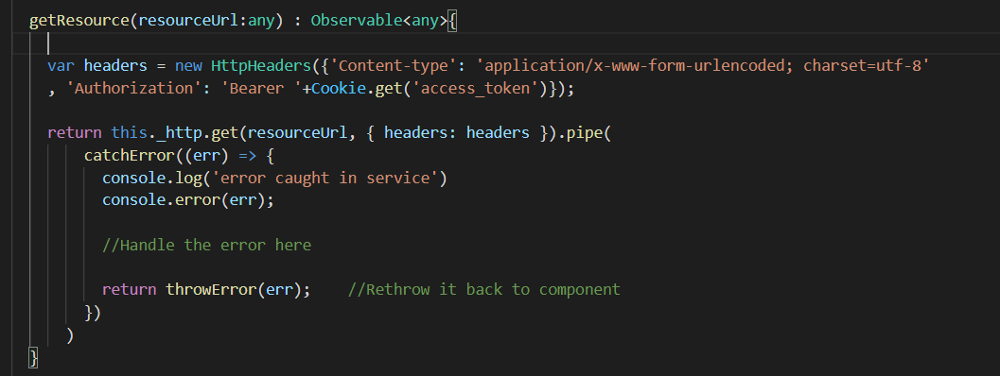 getResource(resourceUrl:any) : Observable<any>{
var headers = new HttpHeaders({'Content-type': 'application/x-www-form-urlencoded; charset=utf-8'
, 'Authorization': 'Bearer '+Cookie.get('access_token')});
return this._http.get(resourceUrl, { headers: headers }).pipe(
catchError((err) => {
console.log('error caught in service')
console.error(err);
//Handle the error here
return throwError(err);    //Rethrow it back to component
})
)
}